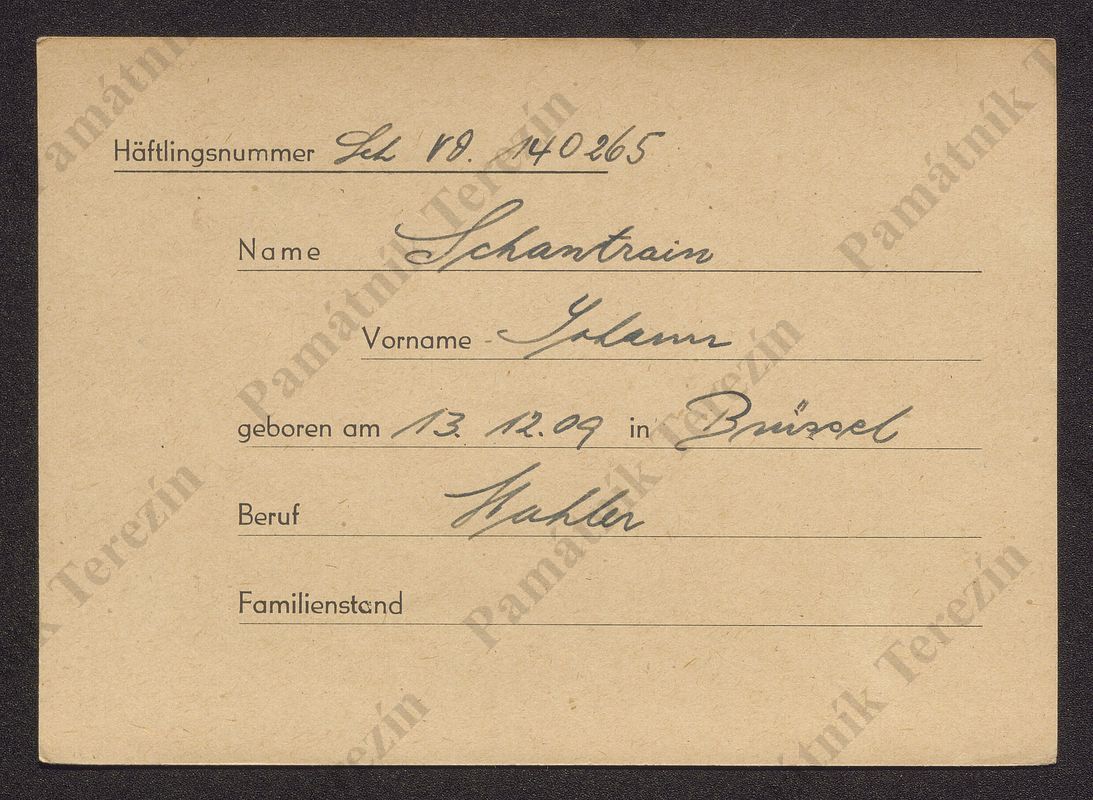 Häftlingsnummer Sch VD. 140265
Name Schantrain
Vorname Johann
geboren am 13. 12.09 in Brüssel
Beruf Mahler
Familienstand
Památník Terezín